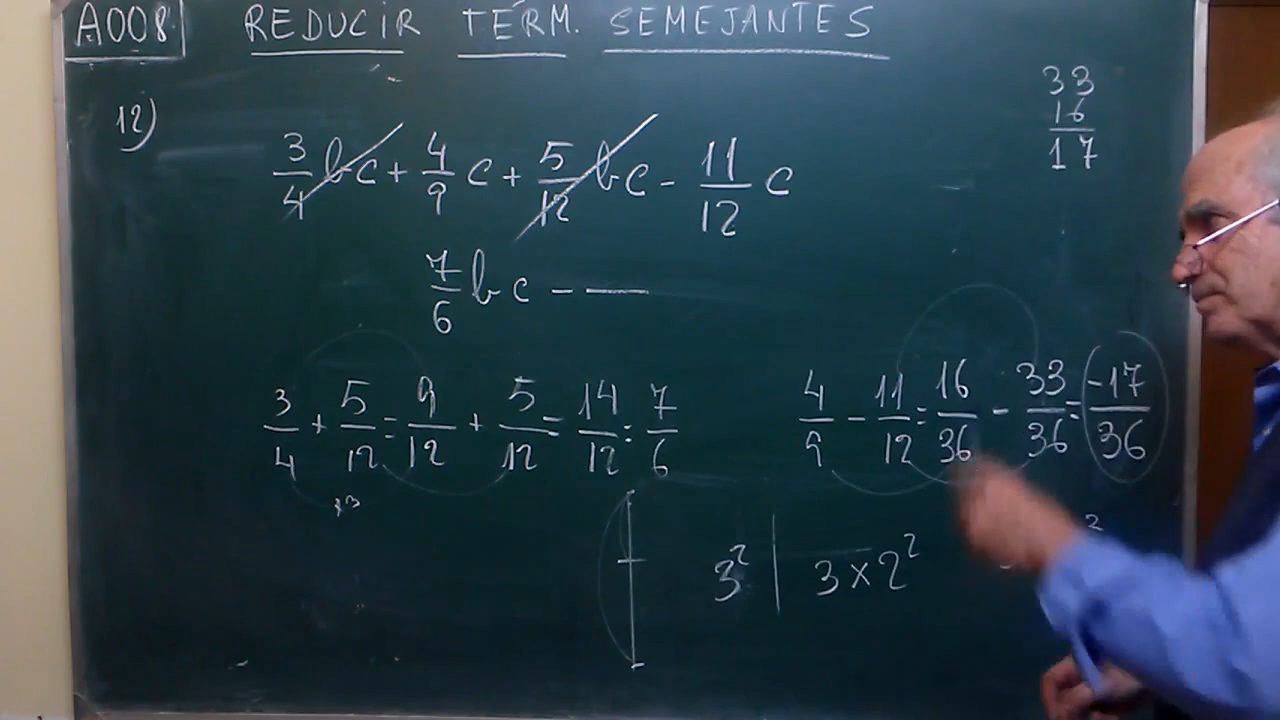 A008 REDUCIR TÉRM. SEMEJANTES
33
16
17
12)
3/4 bc + 4/9 c + 5/12 bc - 11/12 c
7/6 bc -
3/4 + 5/12 = 9/12 + 5/12 = 14/12 = 7/6
4/9 - 11/12 = 16/36 - 33/36 = -17/36
3² | 3 × 2²